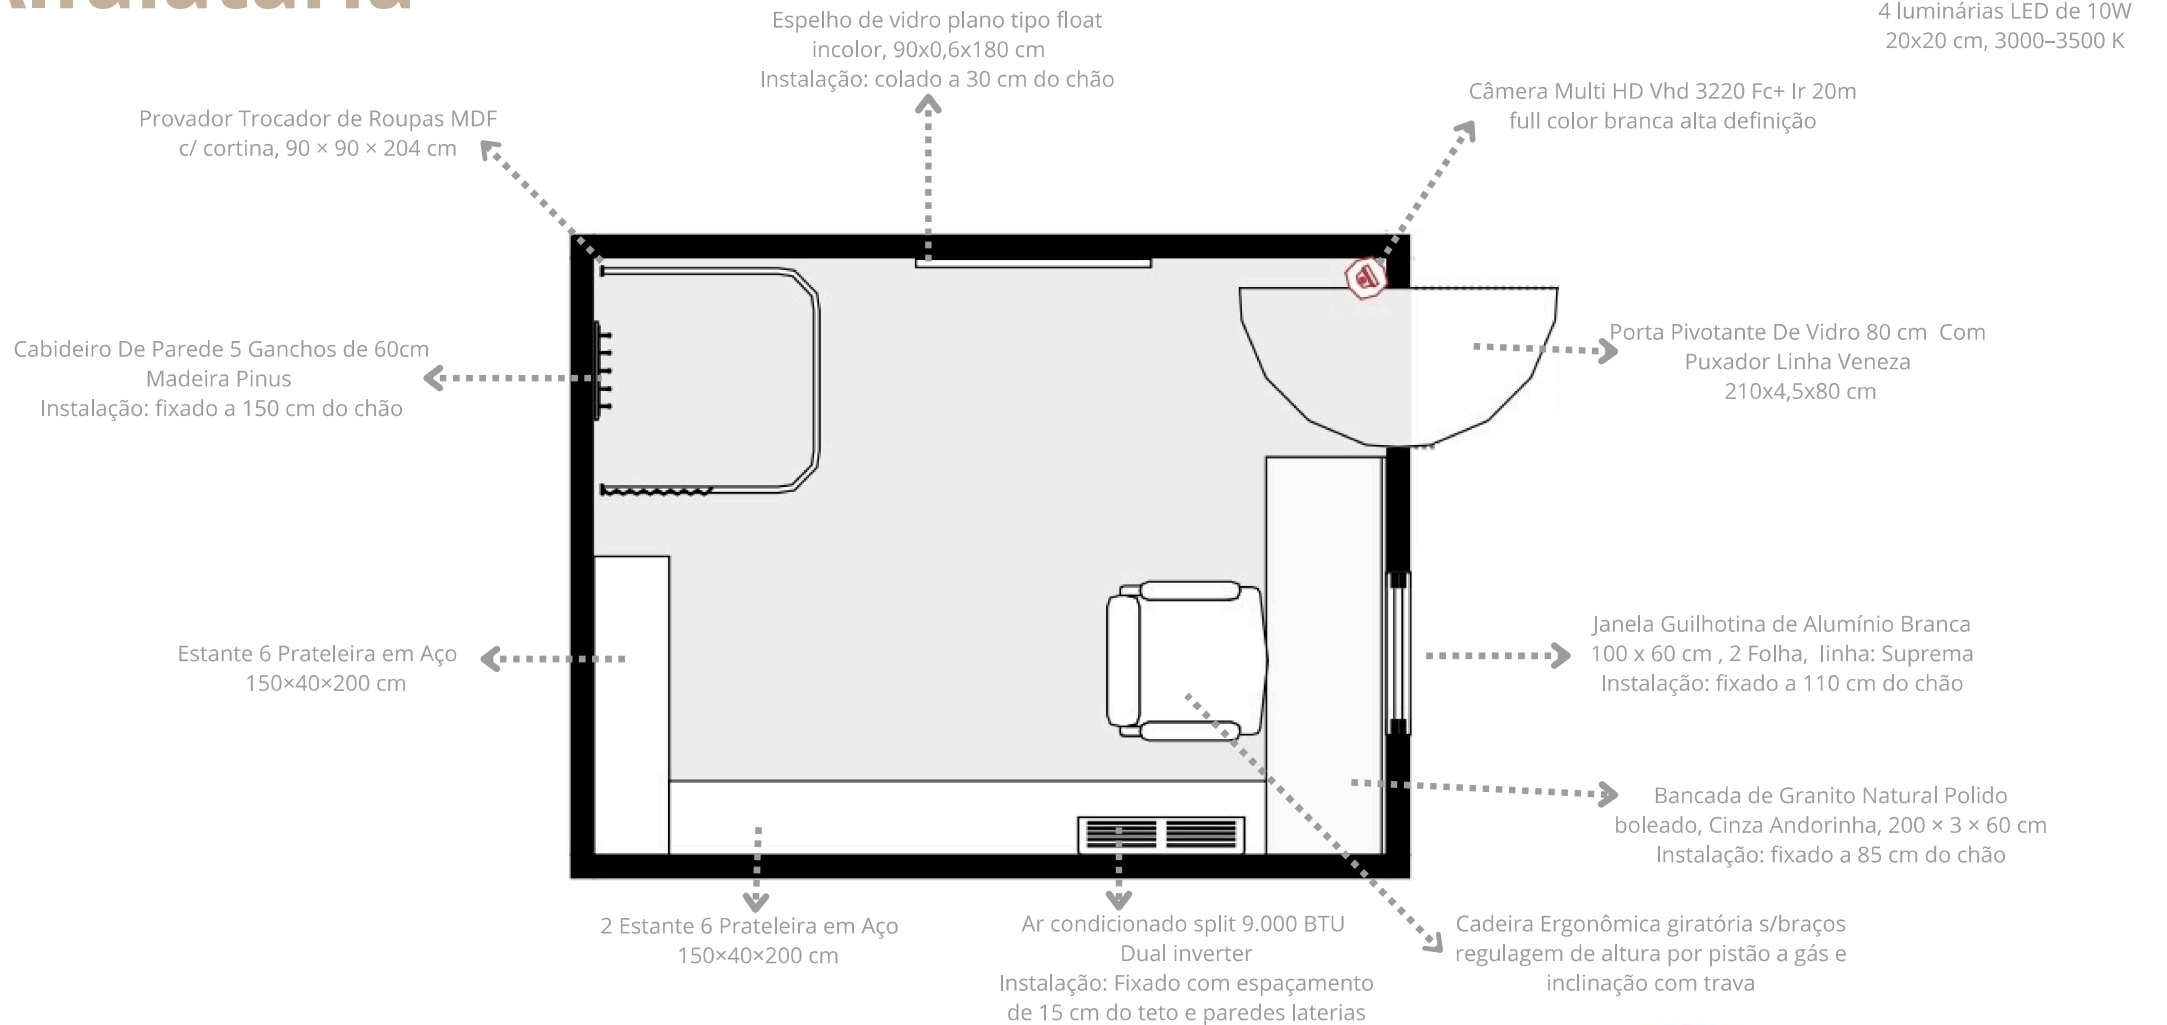 Espelho de vidro plano tipo float
incolor, 90x0,6x180 cm
Instalação: colado a 30 cm do chão
4 luminárias LED de 10W
20x20 cm, 3000–3500 K
Câmera Multi HD Vhd 3220 Fc+ Ir 20m
full color branca alta definição
Provador Trocador de Roupas MDF
c/ cortina, 90 × 90 × 204 cm
Cabideiro De Parede 5 Ganchos de 60cm
Madeira Pinus
Instalação: fixado a 150 cm do chão
Porta Pivotante De Vidro 80 cm Com
Puxador Linha Veneza
210x4,5x80 cm
Estante 6 Prateleira em Aço
150×40×200 cm
Janela Guilhotina de Alumínio Branca
100 x 60 cm , 2 Folha, linha: Suprema
Instalação: fixado a 110 cm do chão
Bancada de Granito Natural Polido
boleado, Cinza Andorinha, 200 × 3 × 60 cm
Instalação: fixado a 85 cm do chão
2 Estante 6 Prateleira em Aço
150×40×200 cm
Ar condicionado split 9.000 BTU
Dual inverter
Instalação: Fixado com espaçamento
de 15 cm do teto e paredes laterias
Cadeira Ergonômica giratória s/braços
regulagem de altura por pistão a gás e
inclinação com trava